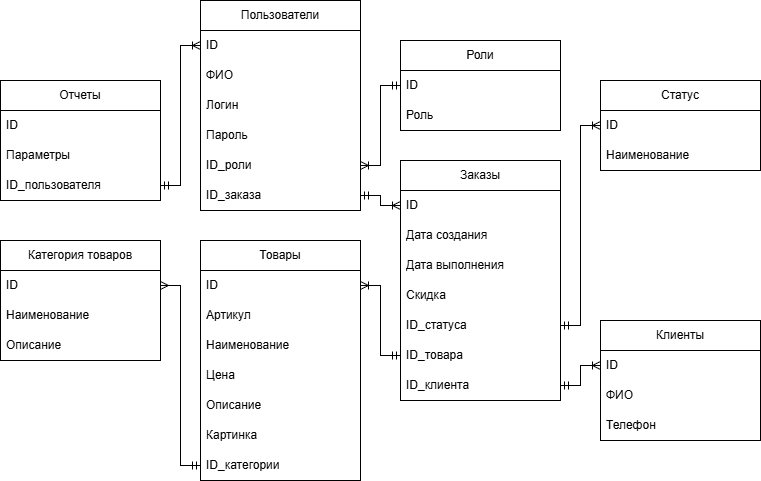 Пользователи
ID
ФИО
Логин
Пароль
ID_роли
ID_заказа
Роли
ID
Роль
Статус
ID
Наименование
Отчеты
ID
Параметры
ID_пользователя
Заказы
ID
Дата создания
Дата выполнения
Скидка
ID_статуса
ID_товара
ID_клиента
Категория товаров
ID
Наименование
Описание
Товары
ID
Артикул
Наименование
Цена
Описание
Картинка
ID_категории
Клиенты
ID
ФИО
Телефон